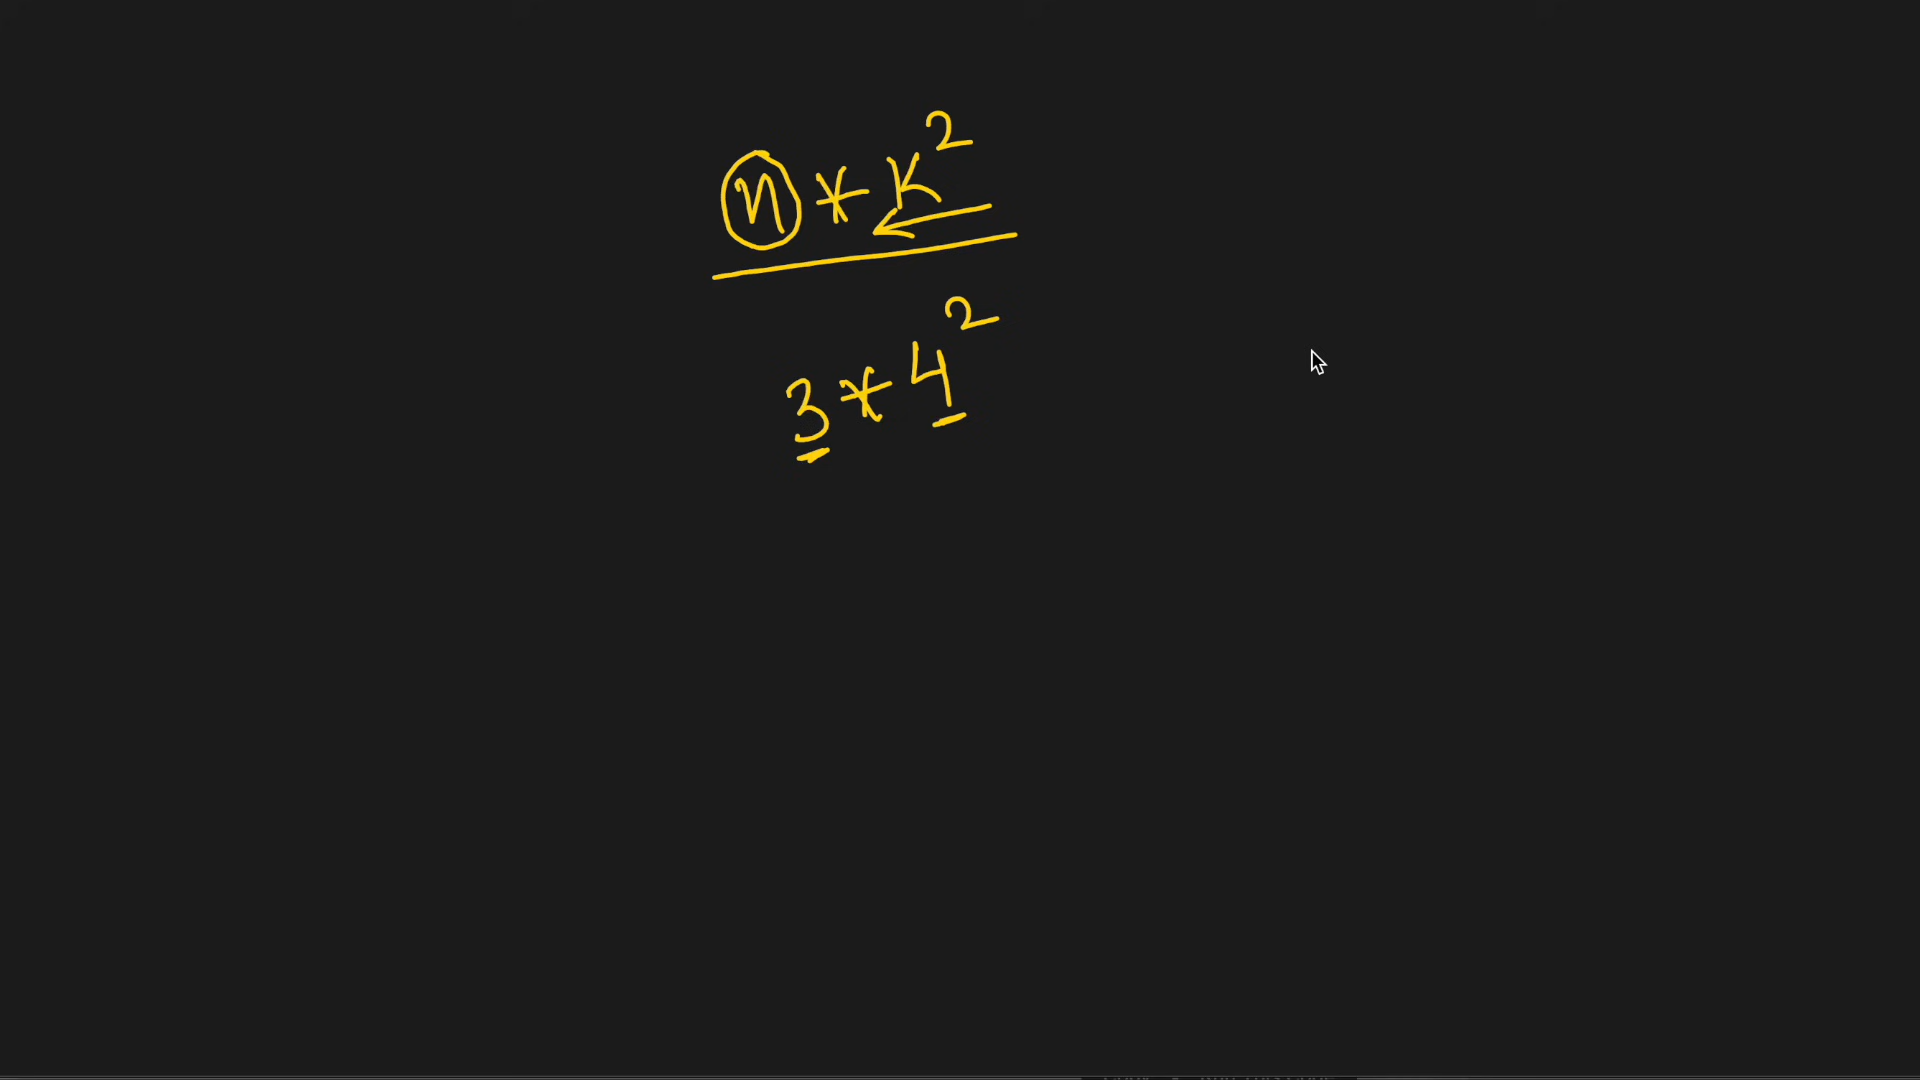 n * k²
3 * 4²